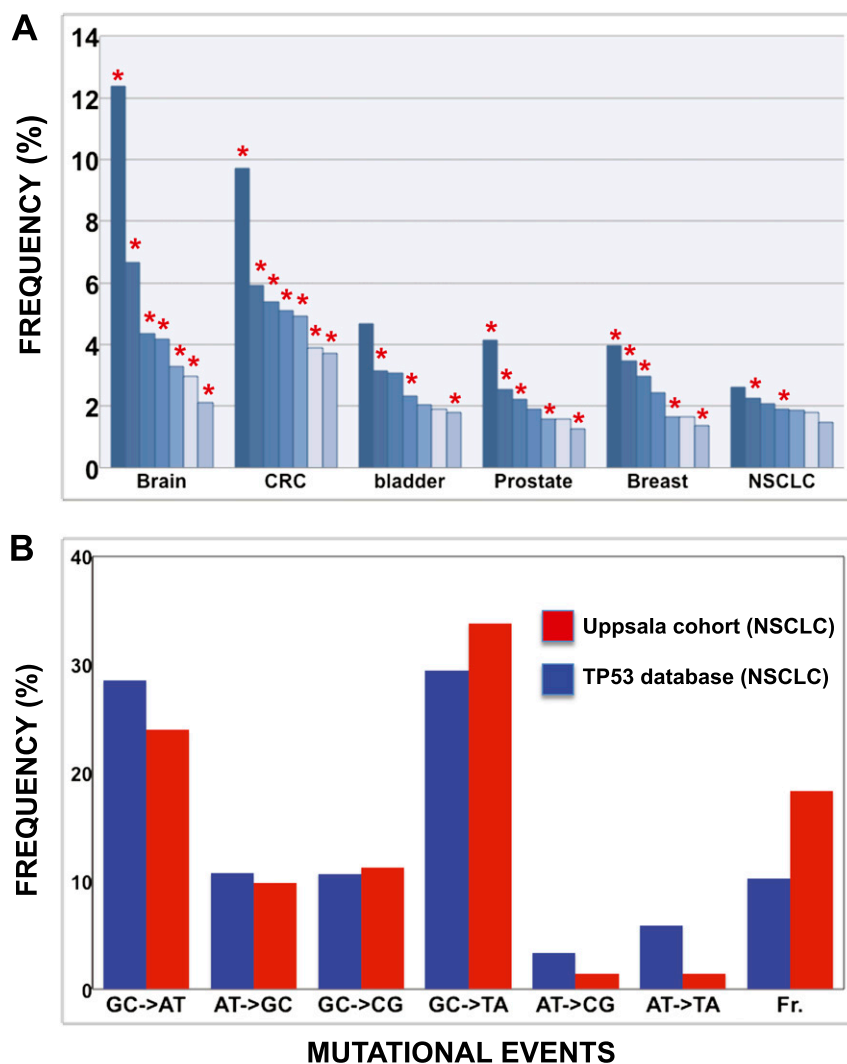 A
FREQUENCY (%)
14
12
10
8
6
4
2
0
* * * * * * *
* * * * * * *
* * *
* * * * *
* * * * *
* *
Brain CRC bladder Prostate Breast NSCLC
B
FREQUENCY (%)
40
30
20
10
0
Uppsala cohort (NSCLC)
TP53 database (NSCLC)
GC->AT AT->GC GC->CG GC->TA AT->CG AT->TA Fr.
MUTATIONAL EVENTS